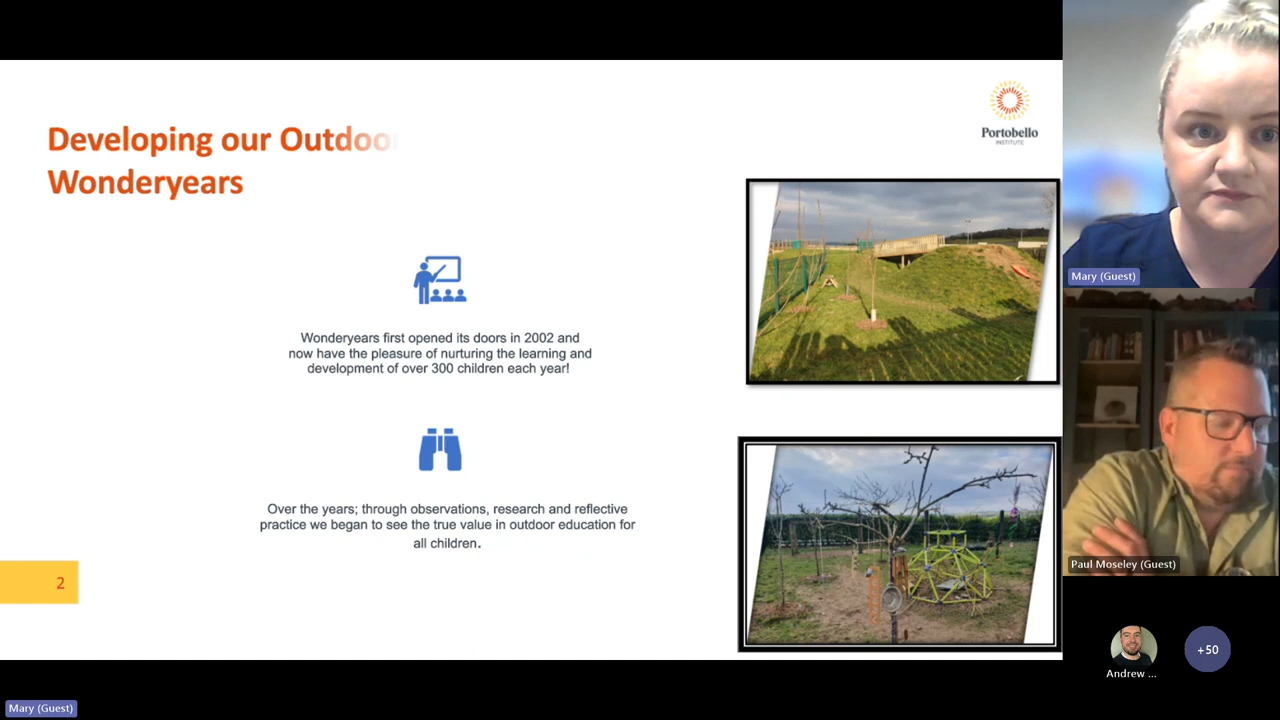 Developing our Outdoo
Wonderyears
Portobello
INSTITUTE
Wonderyears first opened its doors in 2002 and
now have the pleasure of nurturing the learning and
development of over 300 children each year!
Over the years; through observations, research and reflective
practice we began to see the true value in outdoor education for
all children.
2
Mary (Guest)
Paul Moseley (Guest)
Andrew ...
+50
Mary (Guest)